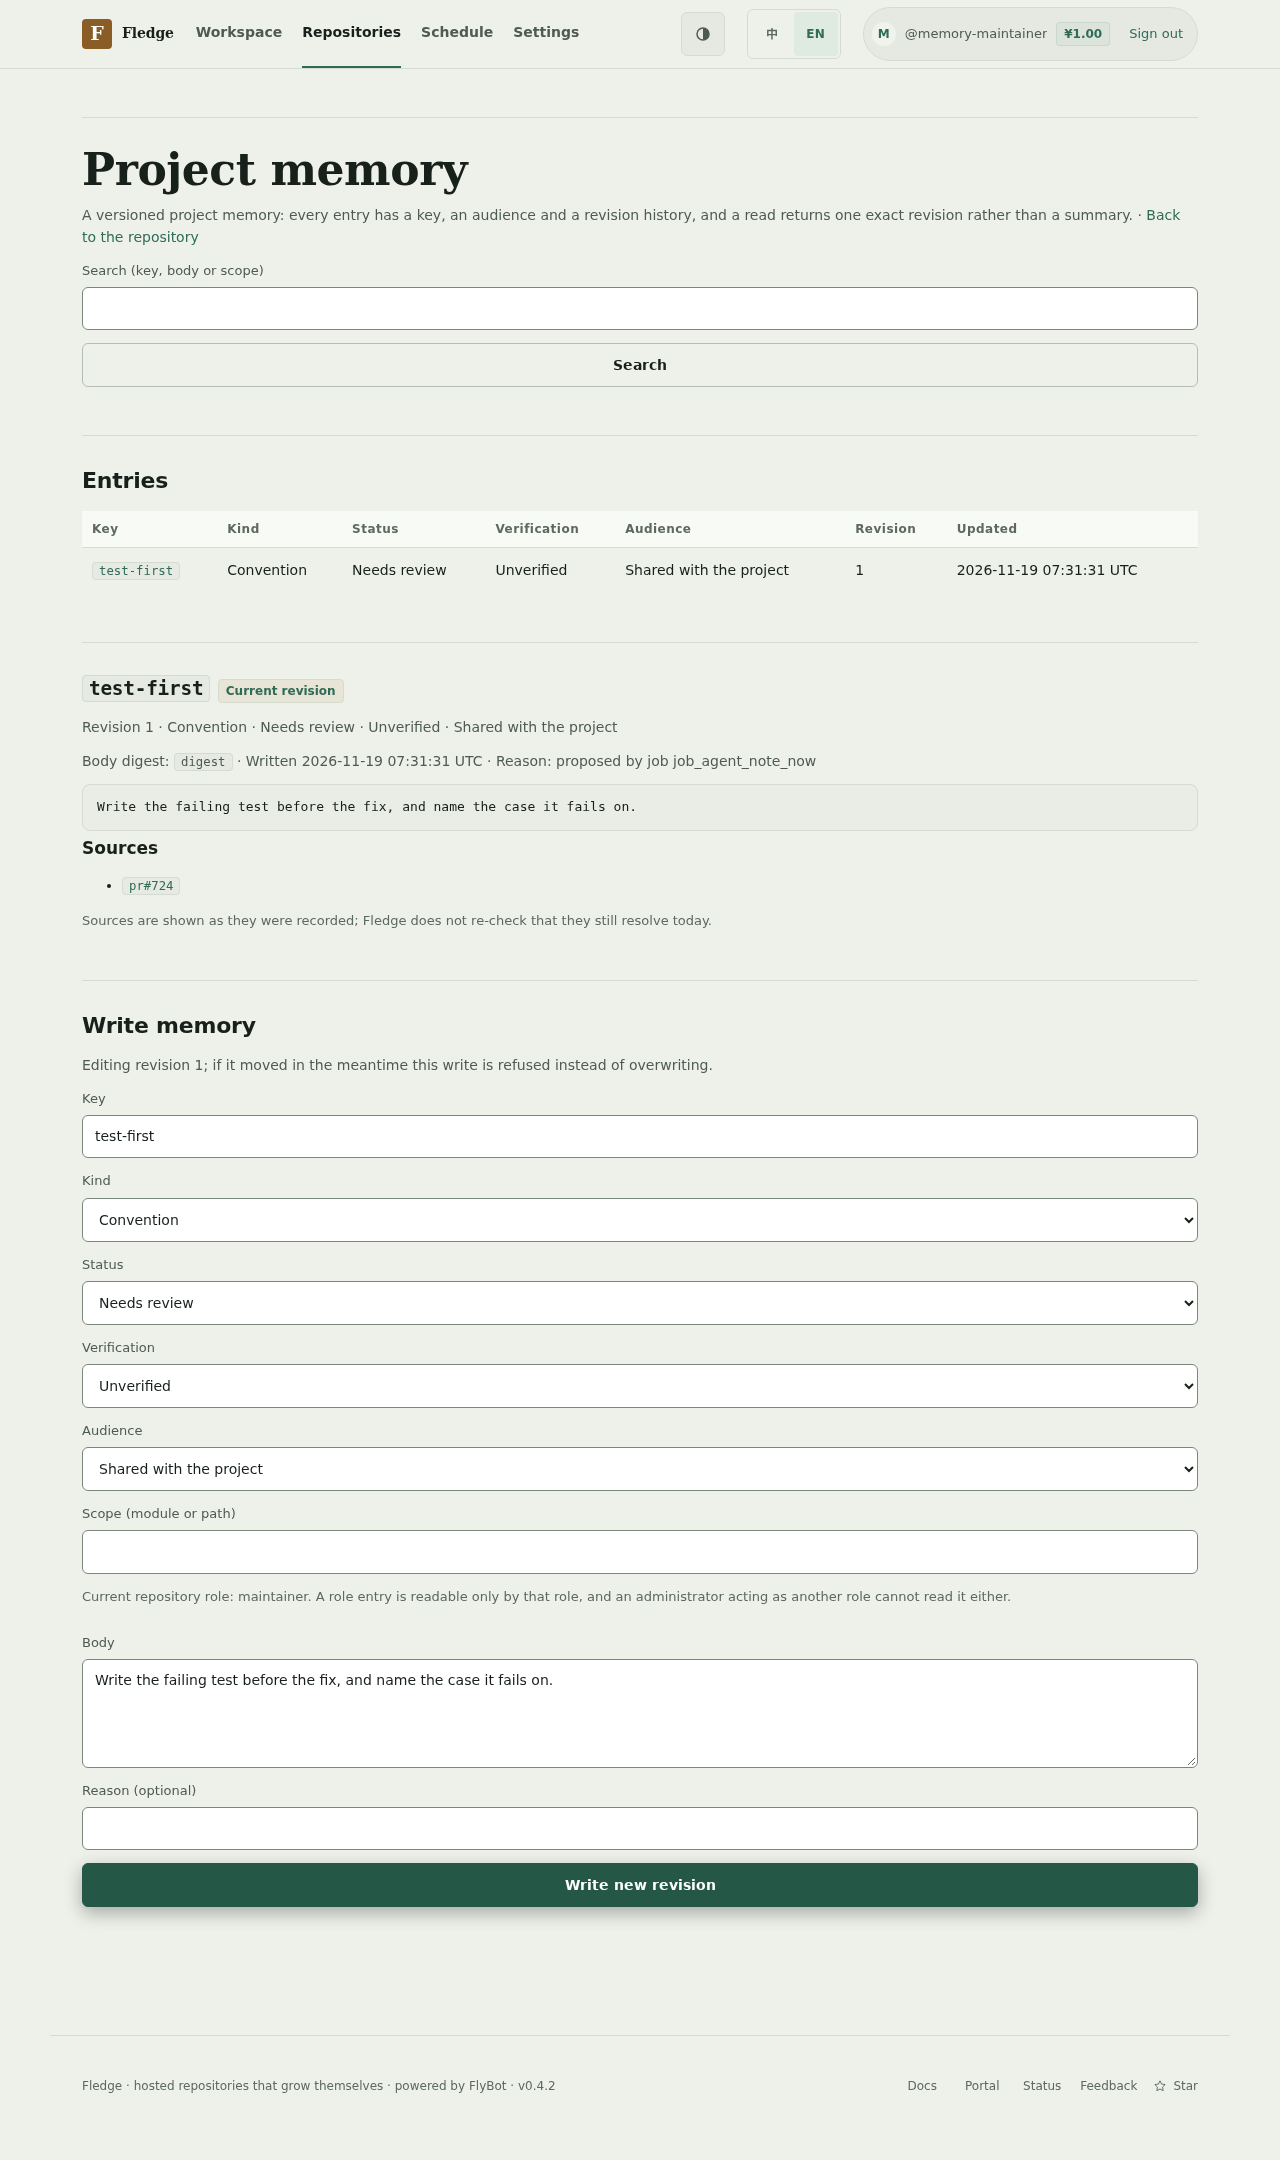 F Fledge Workspace Repositories Schedule Settings 中 EN M @memory-maintainer ¥1.00 Sign out
Project memory
A versioned project memory: every entry has a key, an audience and a revision history, and a read returns one exact revision rather than a summary. · Back
to the repository
Search (key, body or scope)
Search
Entries
Key Kind Status Verification Audience Revision Updated
test-first Convention Needs review Unverified Shared with the project 1 2026-11-19 07:31:31 UTC
test-first Current revision
Revision 1 · Convention · Needs review · Unverified · Shared with the project
Body digest: digest · Written 2026-11-19 07:31:31 UTC · Reason: proposed by job job_agent_note_now
Write the failing test before the fix, and name the case it fails on.
Sources
• pr#724
Sources are shown as they were recorded; Fledge does not re-check that they still resolve today.
Write memory
Editing revision 1; if it moved in the meantime this write is refused instead of overwriting.
Key
test-first
Kind
Convention
Status
Needs review
Verification
Unverified
Audience
Shared with the project
Scope (module or path)
Current repository role: maintainer. A role entry is readable only by that role, and an administrator acting as another role cannot read it either.
Body
Write the failing test before the fix, and name the case it fails on.
Reason (optional)
Write new revision
Fledge · hosted repositories that grow themselves · powered by FlyBot · v0.4.2 Docs Portal Status Feedback Star